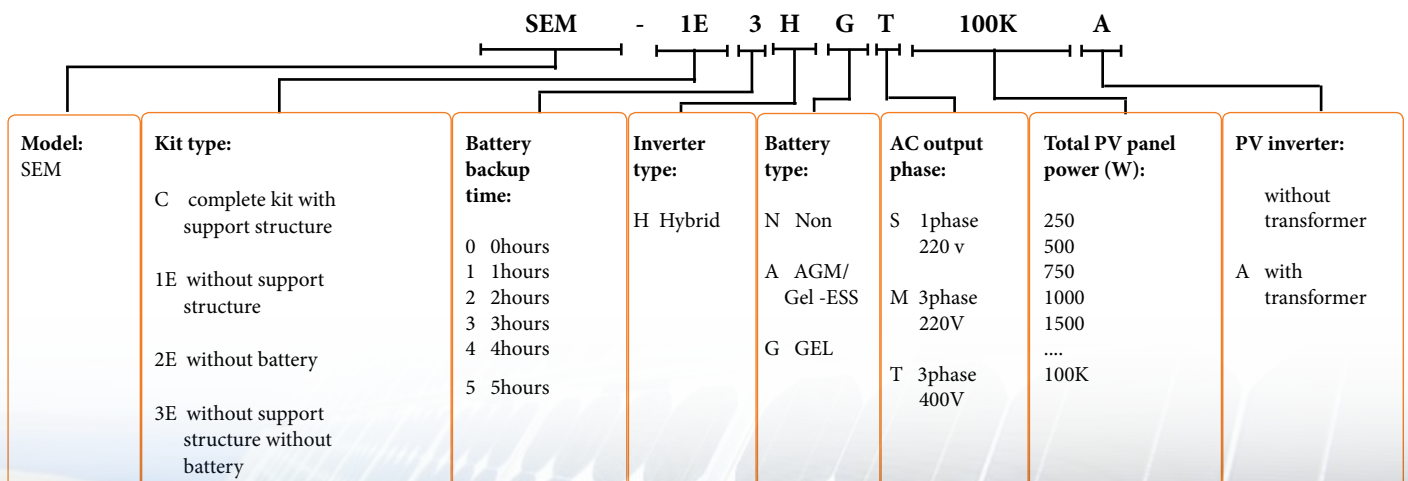 SEM - 1E 3 H G T 100K A
Model:
SEM
Kit type:
C complete kit with
support structure
1E without support
structure
2E without battery
3E without support
structure without
battery
Battery
backup
time:
0 0hours
1 1hours
2 2hours
3 3hours
4 4hours
5 5hours
Inverter
type:
H Hybrid
Battery
type:
N Non
A AGM/
Gel -ESS
G GEL
AC output
phase:
S 1phase
220 v
M 3phase
220V
T 3phase
400V
Total PV panel
power (W):
250
500
750
1000
1500
....
100K
PV inverter:
without
transformer
A with
transformer